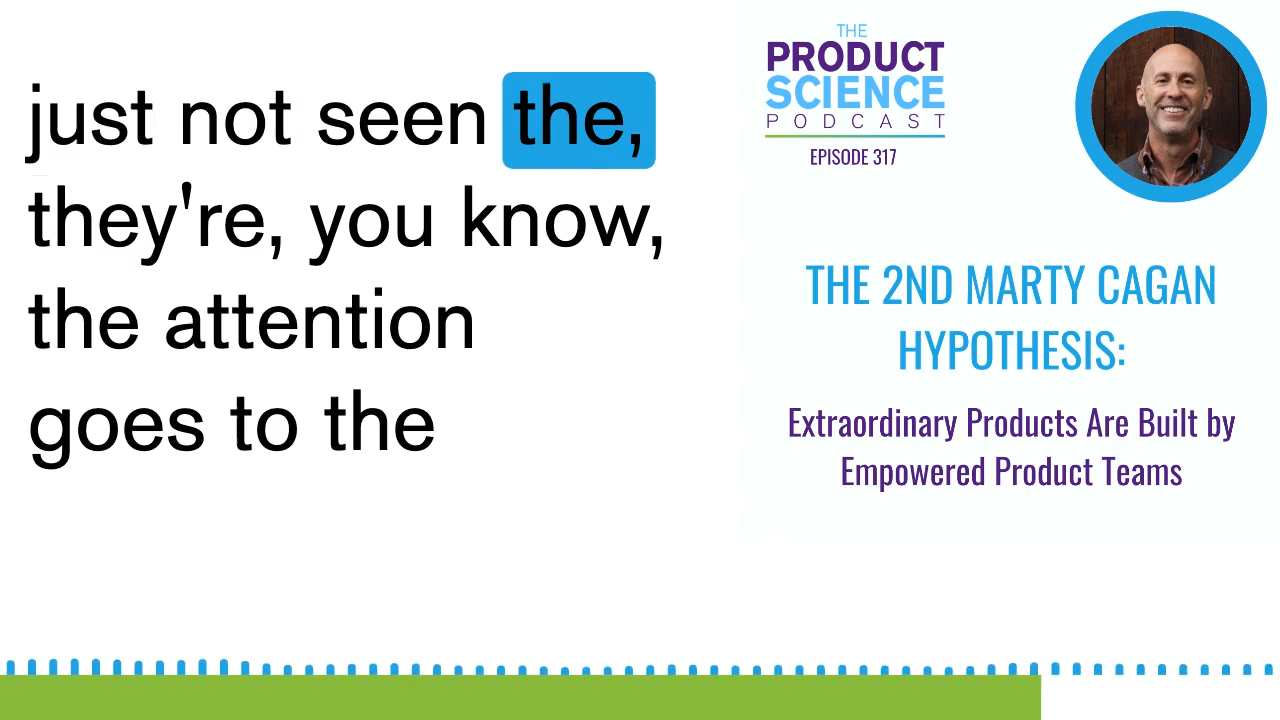 just not seen the,
they're, you know,
the attention
goes to the
THE
PRODUCT
SCIENCE
PODCAST
EPISODE 317
THE 2ND MARTY CAGAN
HYPOTHESIS:
Extraordinary Products Are Built by
Empowered Product Teams